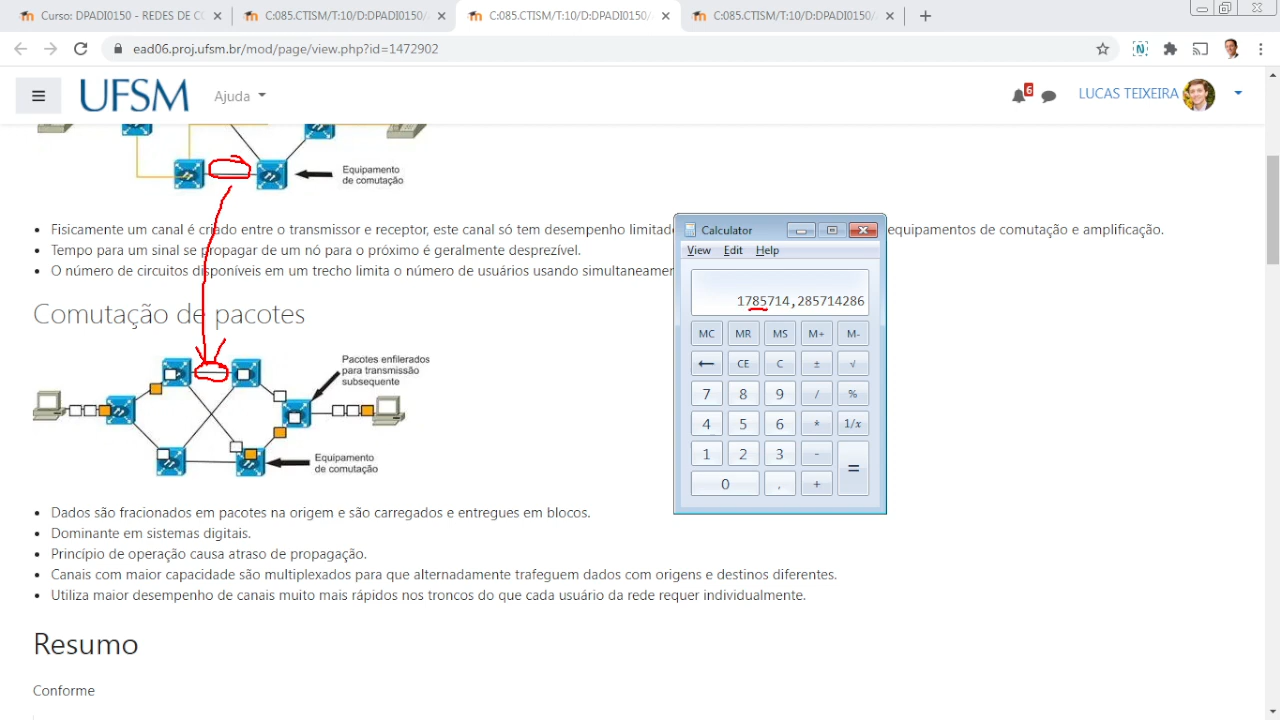 Curso: DPADI0150 - REDES DE CO
C:085.CTISM/T:10/D:DPADI0150/A
C:085.CTISM/T:10/D:DPADI0150/A
C:085.CTISM/T:10/D:DPADI0150/A
ead06.proj.ufsm.br/mod/page/view.php?id=1472902
UFSM
Ajuda
6
LUCAS TEIXEIRA
Equipamento
de comutação
Fisicamente um canal é criado entre o transmissor e receptor, este canal só tem desempenho limitado
equipamentos de comutação e amplificação.
Tempo para um sinal se propagar de um nó para o próximo é geralmente desprezível.
O número de circuitos disponíveis em um trecho limita o número de usuários usando simultaneamen
Comutação de pacotes
Pacotes enfilerados
para transmissão
subsequente
Equipamento
de comutação
Dados são fracionados em pacotes na origem e são carregados e entregues em blocos.
Dominante em sistemas digitais.
Princípio de operação causa atraso de propagação.
Canais com maior capacidade são multiplexados para que alternadamente trafeguem dados com origens e destinos diferentes.
Utiliza maior desempenho de canais muito mais rápidos nos troncos do que cada usuário da rede requer individualmente.
Resumo
Conforme
Calculator
View Edit Help
1785714,285714286
MC MR MS M+ M-
← CE C ± √
7 8 9 / %
4 5 6 * 1/x
1 2 3 - =
0 , +